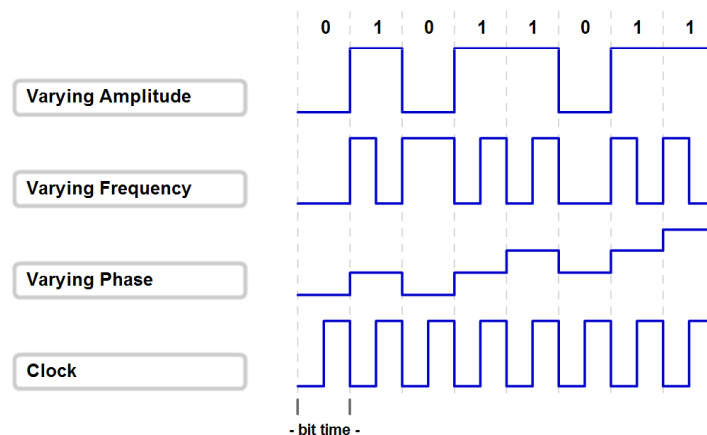 0 1 0 1 1 0 1 1
Varying Amplitude
Varying Frequency
Varying Phase
Clock
- bit time -